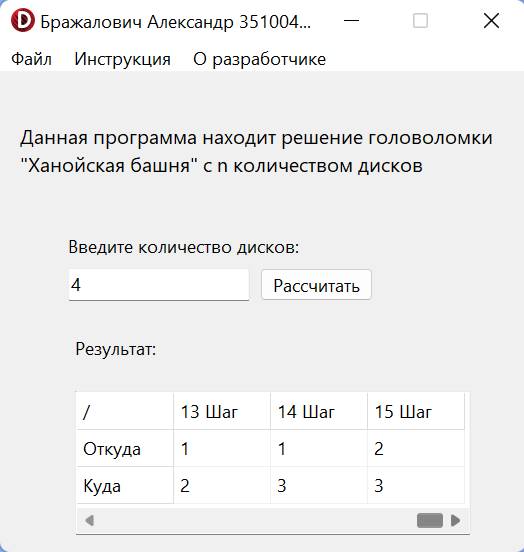 Бражалович Александр 351004...
Файл Инструкция О разработчике
Данная программа находит решение головоломки
"Ханойская башня" с n количеством дисков
Введите количество дисков:
4 Рассчитать
Результат:
/ 13 Шаг 14 Шаг 15 Шаг
Откуда 1 1 2
Куда 2 3 3